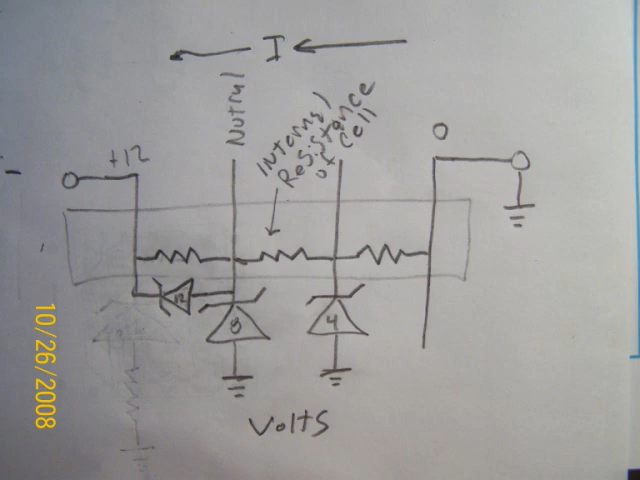 I
Nutral
Internal
Resistance
of
Cell
+12
0
12
8
4
Volts
10/26/2008